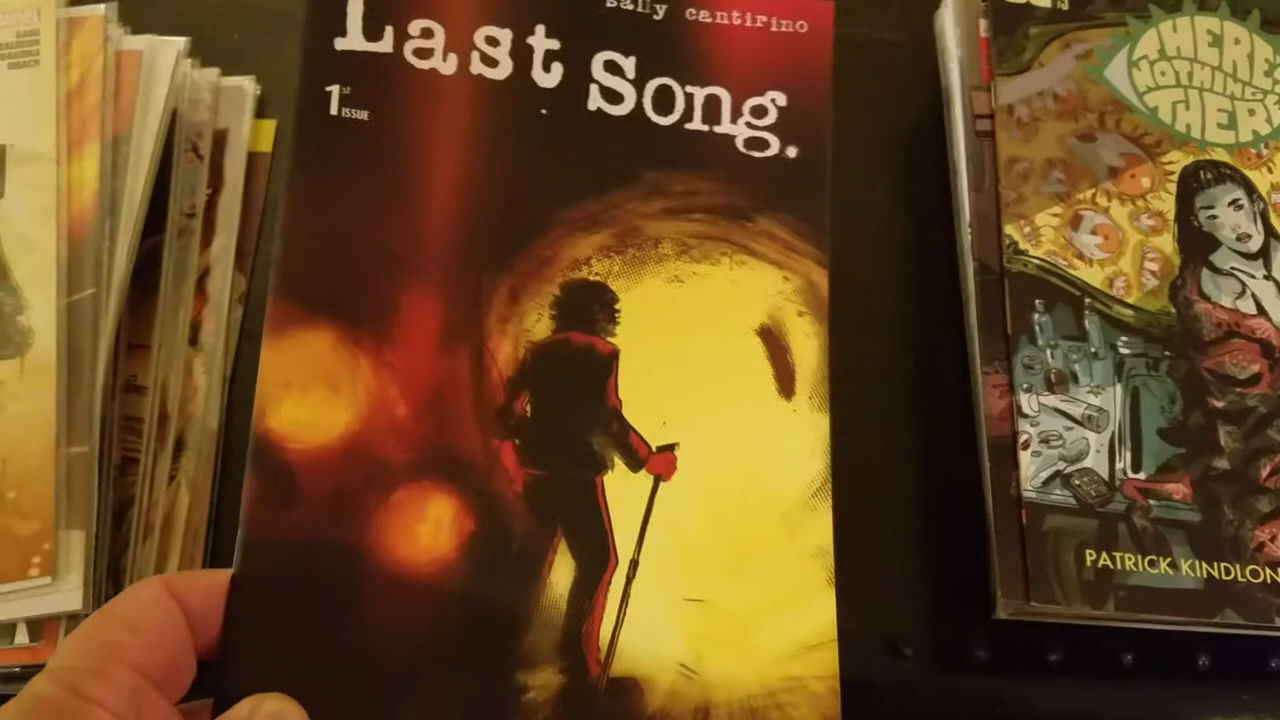 sally cantirino
Last Song.
1st
ISSUE
THERE'S
NOTHING
THERE
PATRICK KINDLON